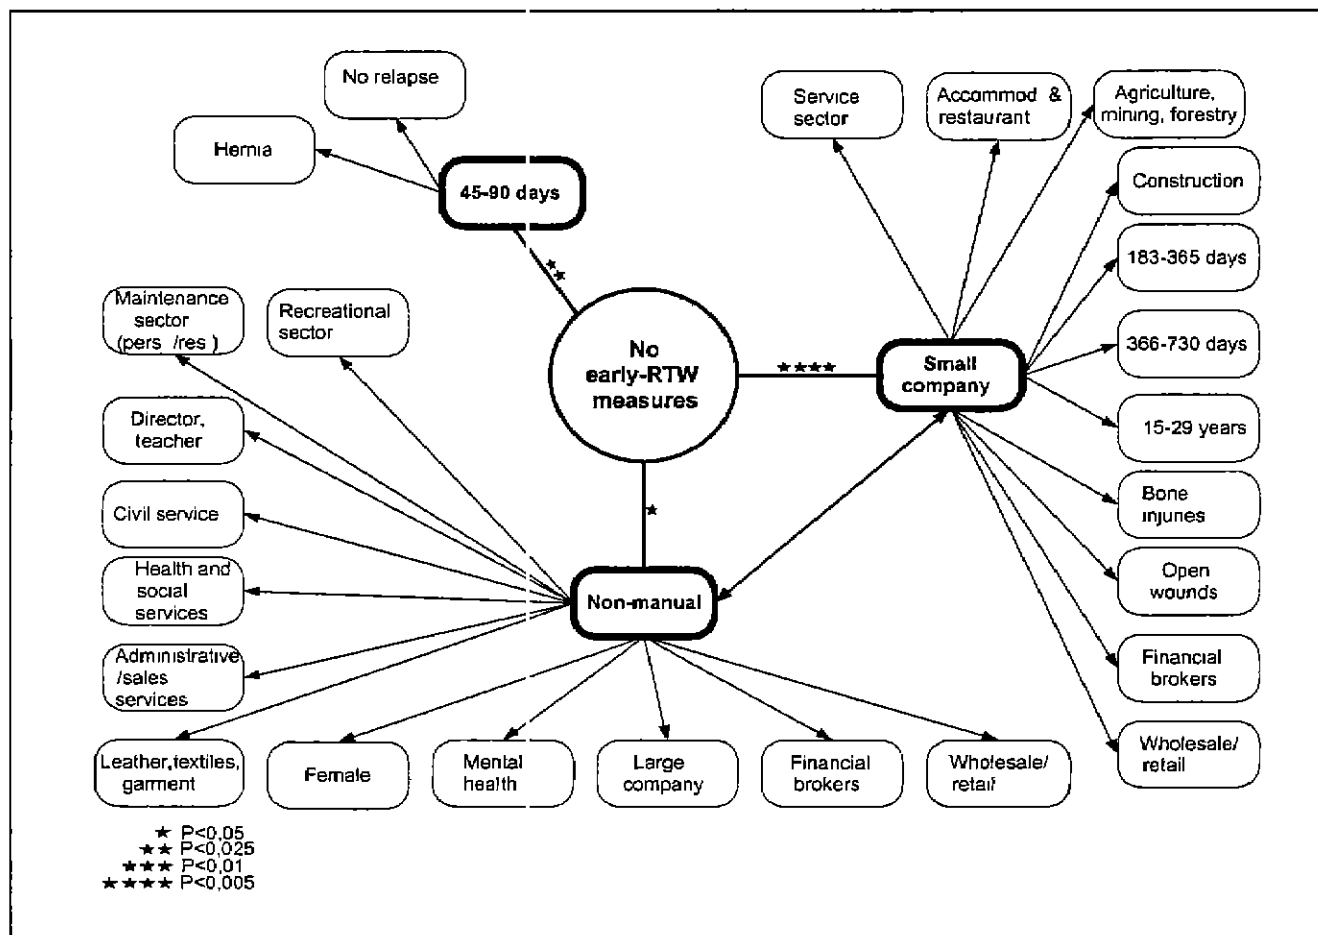 No relapse
Hernia
45-90 days
Service
sector
Accommod &
restaurant
Agriculture,
mining, forestry
Construction
183-365 days
366-730 days
15-29 years
Bone
injuries
Open
wounds
Financial
brokers
Wholesale/
retail
Small
company
★★★★
★★
No
early-RTW
measures
★
Maintenance
sector
(pers /res )
Recreational
sector
Director,
teacher
Civil service
Health and
social
services
Administrative
/sales
services
Non-manual
Leather,textiles,
garment
Female
Mental
health
Large
company
Financial
brokers
Wholesale/
retail
★ P<0,05
★★ P<0,025
★★★ P<0,01
★★★★ P<0,005